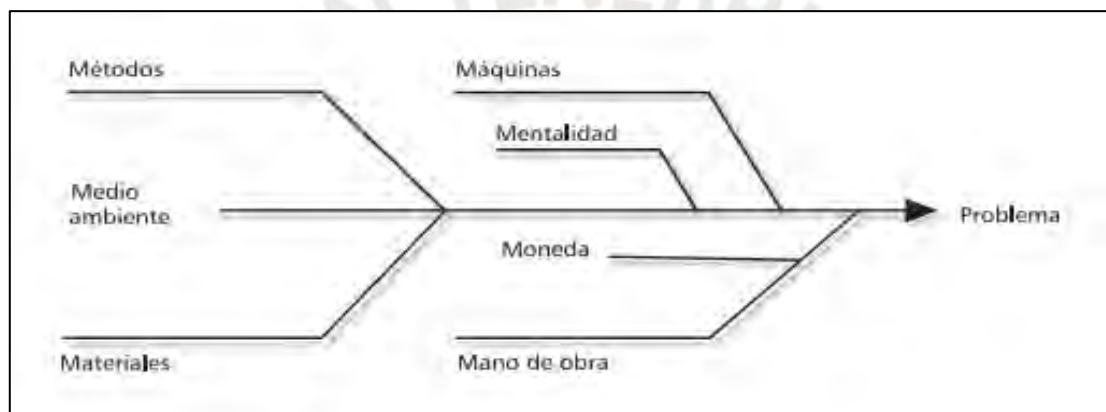 Métodos
Máquinas
Mentalidad
Medio
ambiente
Problema
Moneda
Materiales
Mano de obra